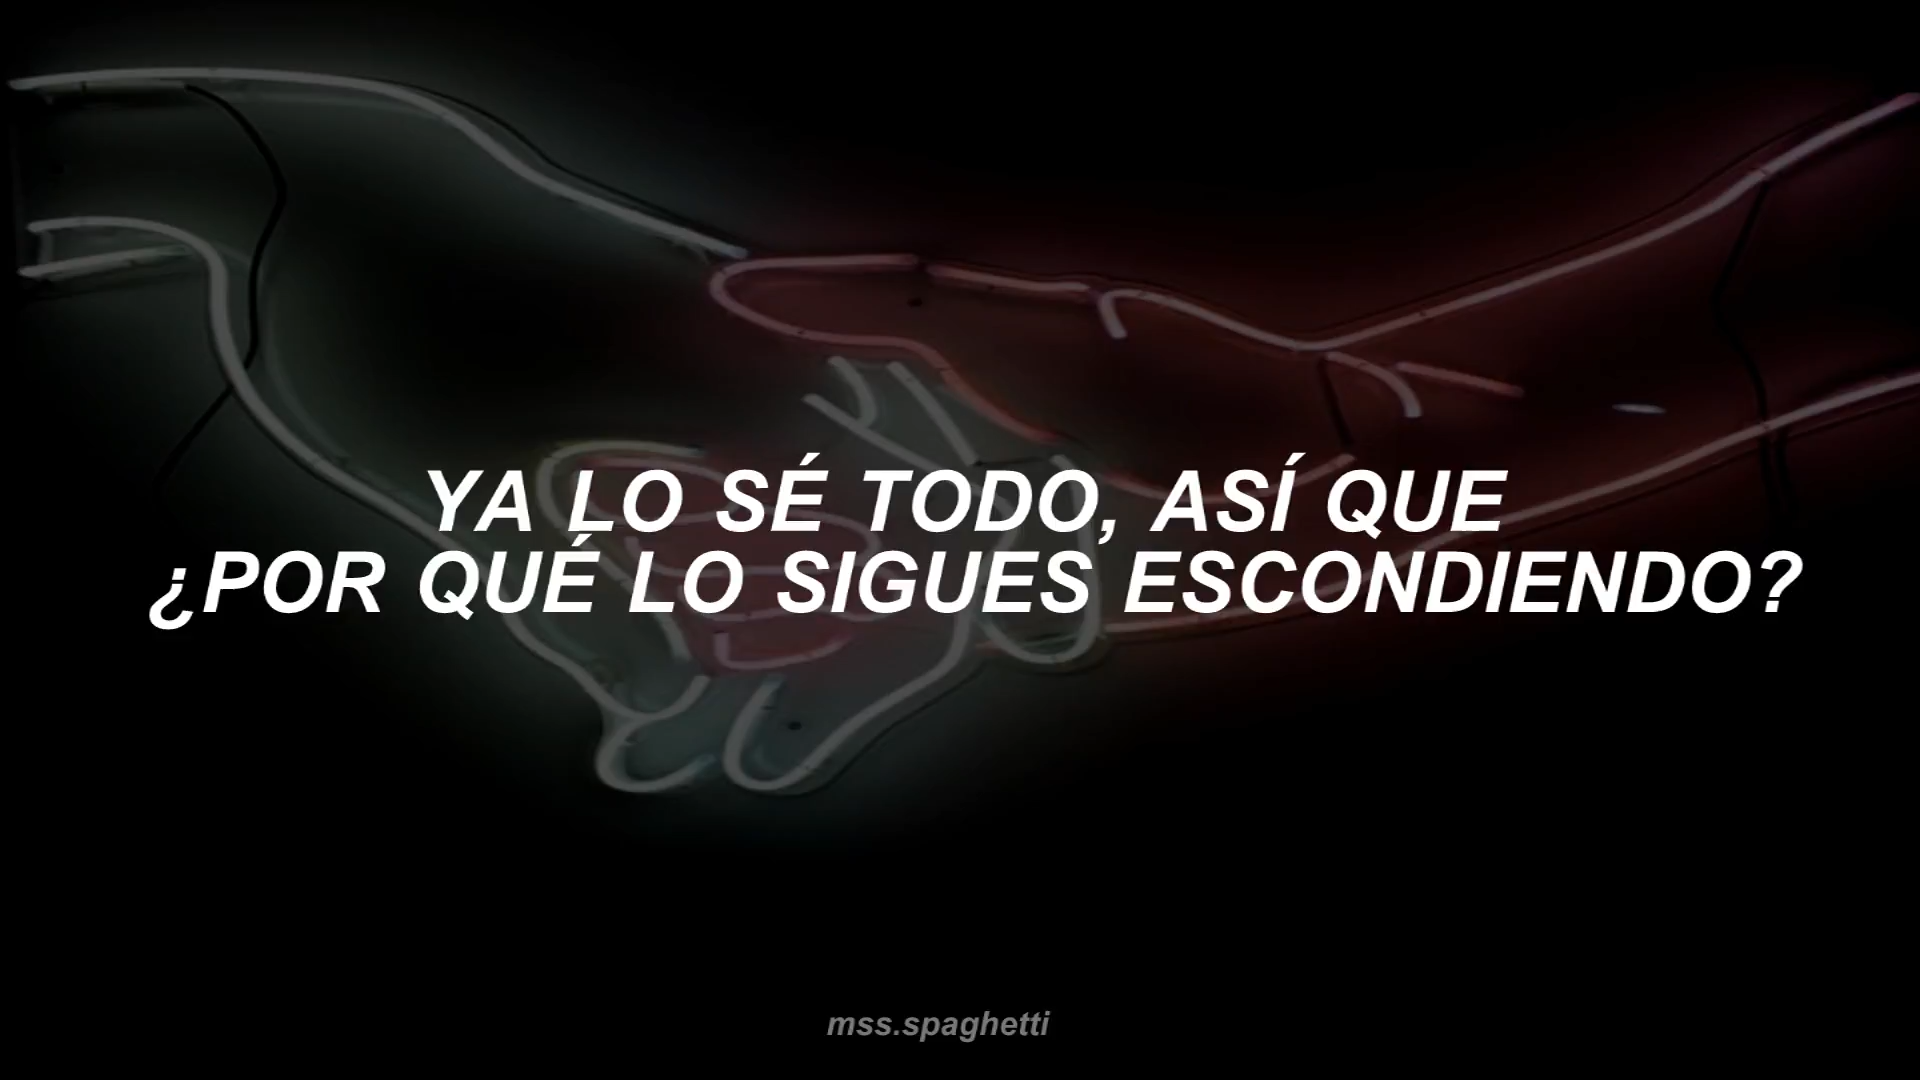 YA LO SÉ TODO, ASÍ QUE
¿POR QUÉ LO SIGUES ESCONDIENDO?
mss.spaghetti